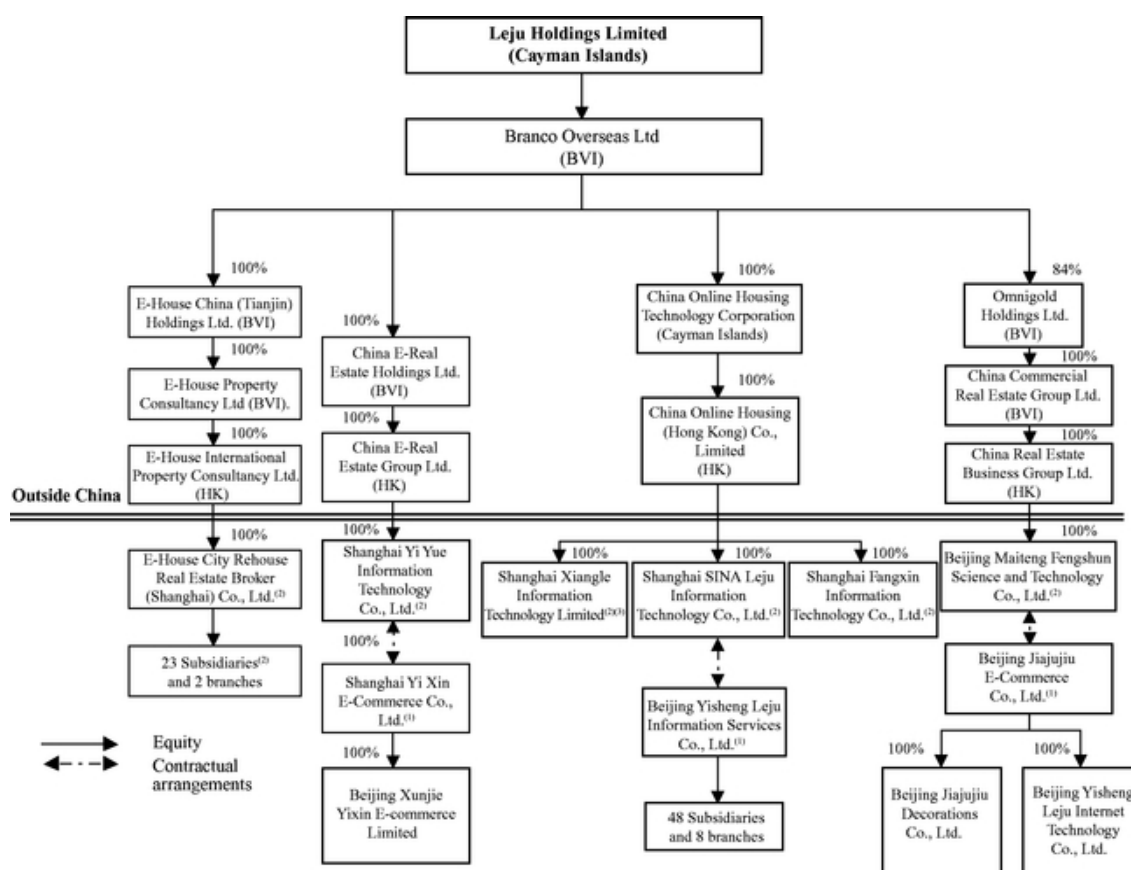 Leju Holdings Limited
(Cayman Islands)
Branco Overseas Ltd
(BVI)
100%
E-House China (Tianjin)
Holdings Ltd. (BVI)
100%
E-House Property
Consultancy Ltd (BVI).
100%
E-House International
Property Consultancy Ltd.
(HK)
100%
China E-Real
Estate Holdings Ltd.
(BVI)
100%
China E-Real
Estate Group Ltd.
(HK)
100%
China Online Housing
Technology Corporation
(Cayman Islands)
100%
China Online Housing
(Hong Kong) Co.,
Limited
(HK)
84%
Omnigold
Holdings Ltd.
(BVI)
100%
China Commercial
Real Estate Group Ltd.
(BVI)
100%
China Real Estate
Business Group Ltd.
(HK)
Outside China
100%
E-House City Rehouse
Real Estate Broker
(Shanghai) Co., Ltd.(2)
23 Subsidiaries(2)
and 2 branches
100%
Shanghai Yi Yue
Information
Technology
Co., Ltd.(2)
100%
Shanghai Yi Xin
E-Commerce Co.,
Ltd.(1)
100%
Beijing Xunjie
Yixin E-commerce
Limited
100%
Shanghai Xiangle
Information
Technology Limited(2)(3)
100%
Shanghai SINA Leju
Information
Technology Co., Ltd.(2)
100%
Shanghai Fangxin
Information
Technology Co., Ltd.(2)
Beijing Yisheng Leju
Information Services
Co., Ltd.(1)
48 Subsidiaries
and 8 branches
100%
Beijing Maiteng Fengshun
Science and Technology
Co., Ltd.(2)
Beijing Jiajujiu
E-Commerce
Co., Ltd.(1)
100%
Beijing Jiajujiu
Decorations
Co., Ltd.
100%
Beijing Yisheng
Leju Internet
Technology
Co., Ltd.
Equity
Contractual
arrangements